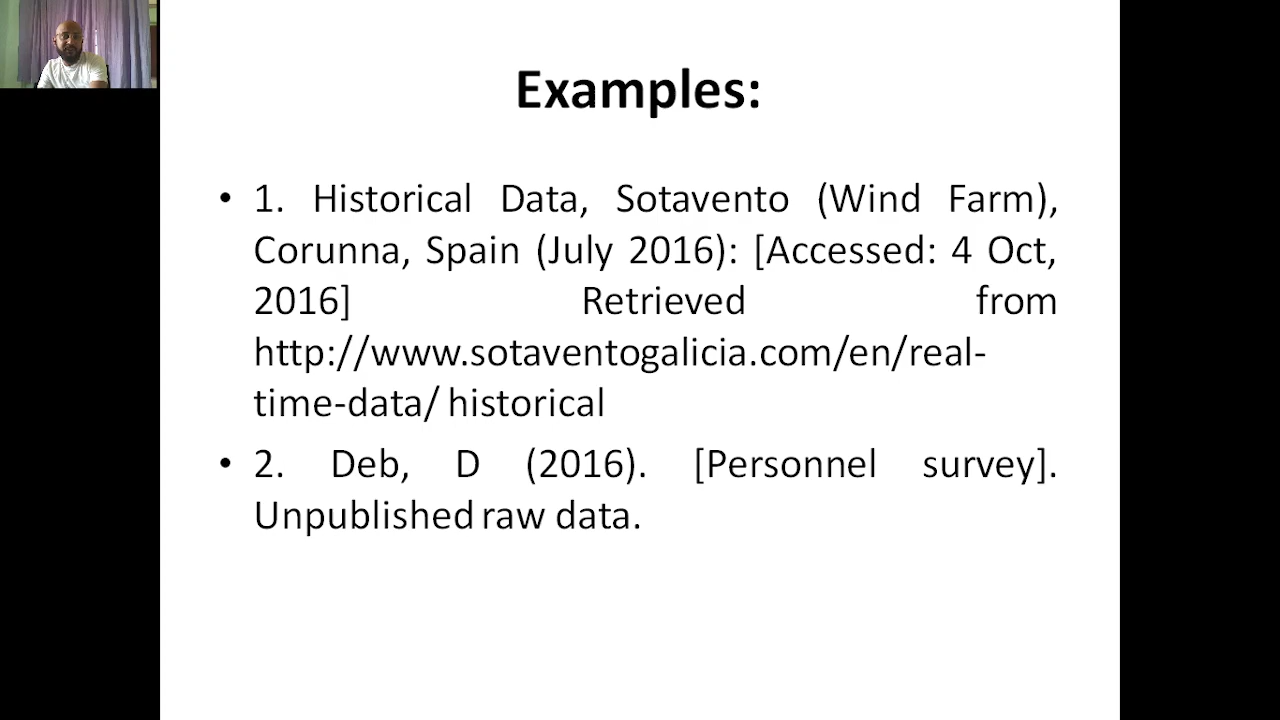 Examples:
• 1. Historical Data, Sotavento (Wind Farm),
Corunna, Spain (July 2016): [Accessed: 4 Oct,
2016] Retrieved from
http://www.sotaventogalicia.com/en/real-
time-data/ historical
• 2. Deb, D (2016). [Personnel survey].
Unpublished raw data.